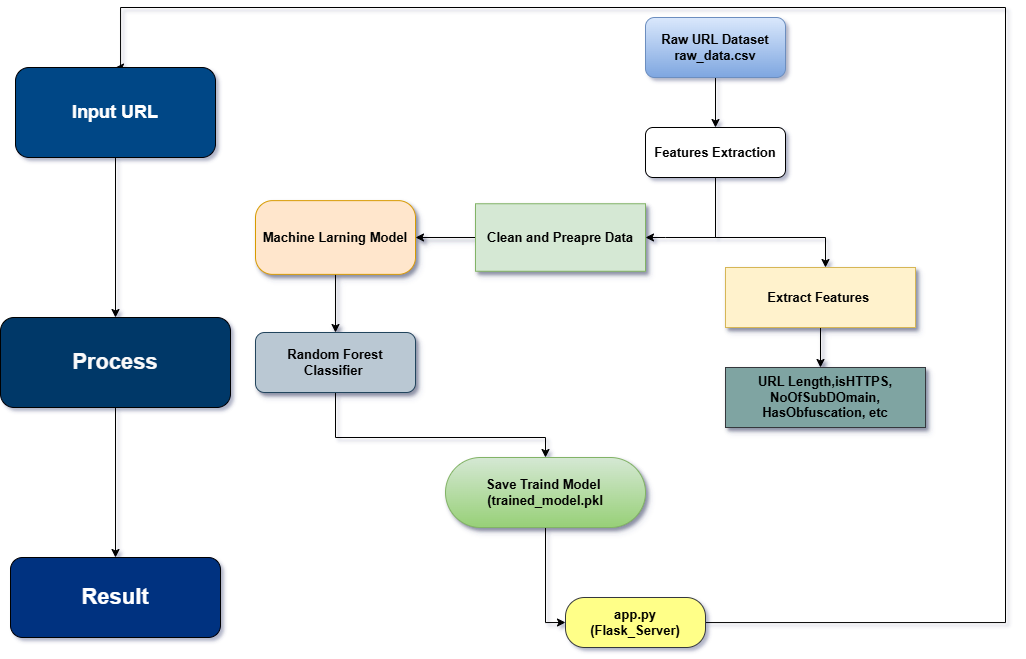 Raw URL Dataset
raw_data.csv
Input URL
Features Extraction
Machine Larning Model
Clean and Preapre Data
Extract Features
Process
Random Forest
Classifier
URL Length,isHTTPS,
NoOfSubDOmain,
HasObfuscation, etc
Save Traind Model
(trained_model.pkl
Result
app.py
(Flask_Server)